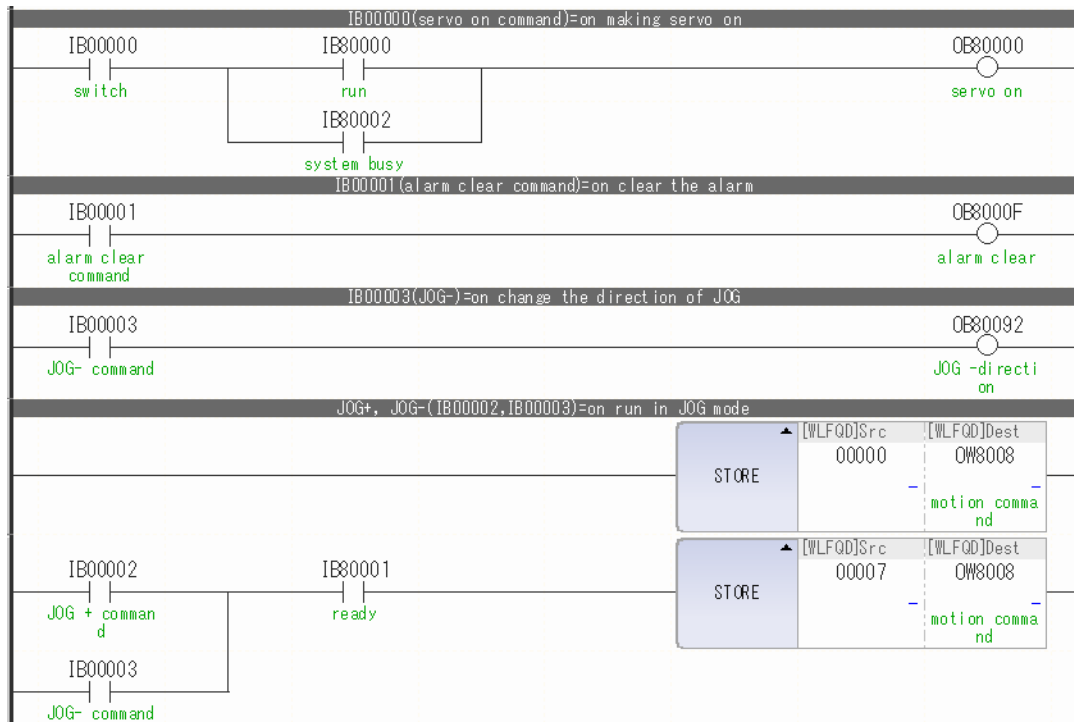 IB00000(servo on command)=on making servo on
IB00000 IB80000 OB80000
switch run servo on
IB80002
system busy
IB00001(alarm clear command)=on clear the alarm
IB00001 OB8000F
alarm clear alarm clear
command
IB00003(JOG-)=on change the direction of JOG
IB00003 OB80092
JOG- command JOG -directi
on
JOG+, JOG-(IB00002,IB00003)=on run in JOG mode
[WLFQD]Src [WLFQD]Dest
STORE 00000 OW8008
motion comma
nd
[WLFQD]Src [WLFQD]Dest
IB00002 IB80001 STORE 00007 OW8008
JOG + comman ready motion comma
d nd
IB00003
JOG- command